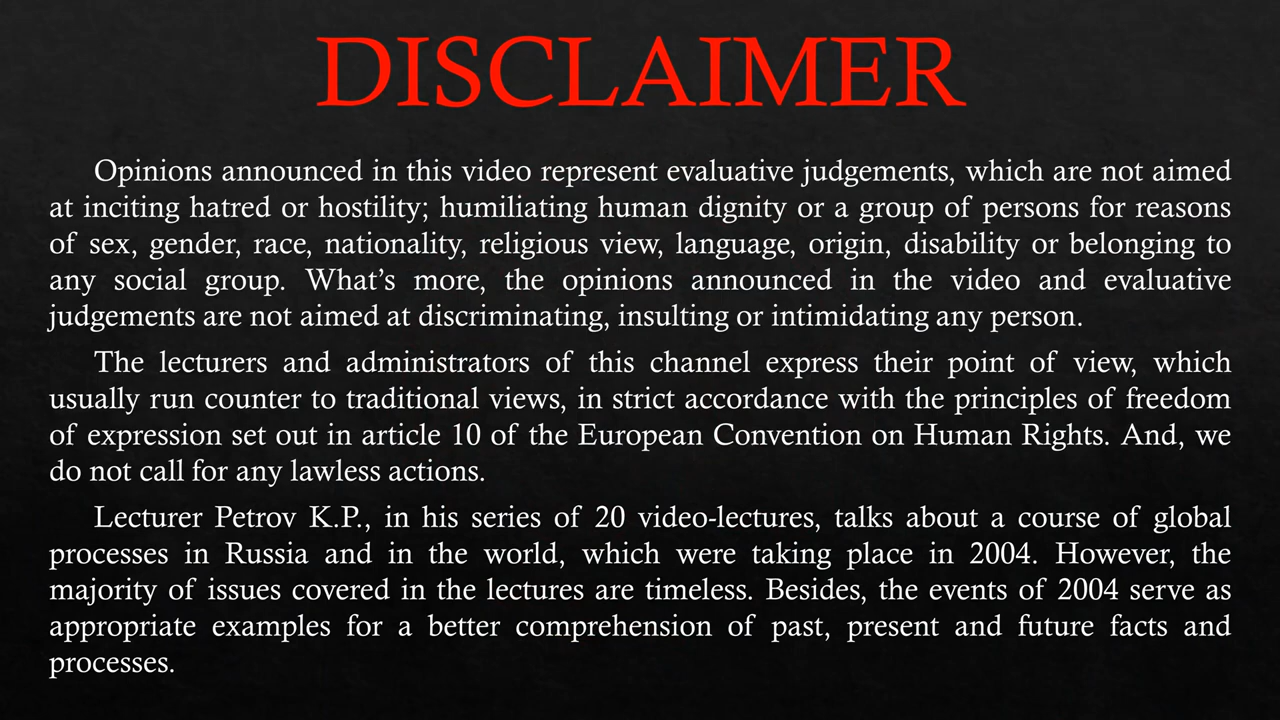 DISCLAIMER
Opinions announced in this video represent evaluative judgements, which are not aimed
at inciting hatred or hostility; humiliating human dignity or a group of persons for reasons
of sex, gender, race, nationality, religious view, language, origin, disability or belonging to
any social group. What’s more, the opinions announced in the video and evaluative
judgements are not aimed at discriminating, insulting or intimidating any person.
The lecturers and administrators of this channel express their point of view, which
usually run counter to traditional views, in strict accordance with the principles of freedom
of expression set out in article 10 of the European Convention on Human Rights. And, we
do not call for any lawless actions.
Lecturer Petrov K.P., in his series of 20 video-lectures, talks about a course of global
processes in Russia and in the world, which were taking place in 2004. However, the
majority of issues covered in the lectures are timeless. Besides, the events of 2004 serve as
appropriate examples for a better comprehension of past, present and future facts and
processes.